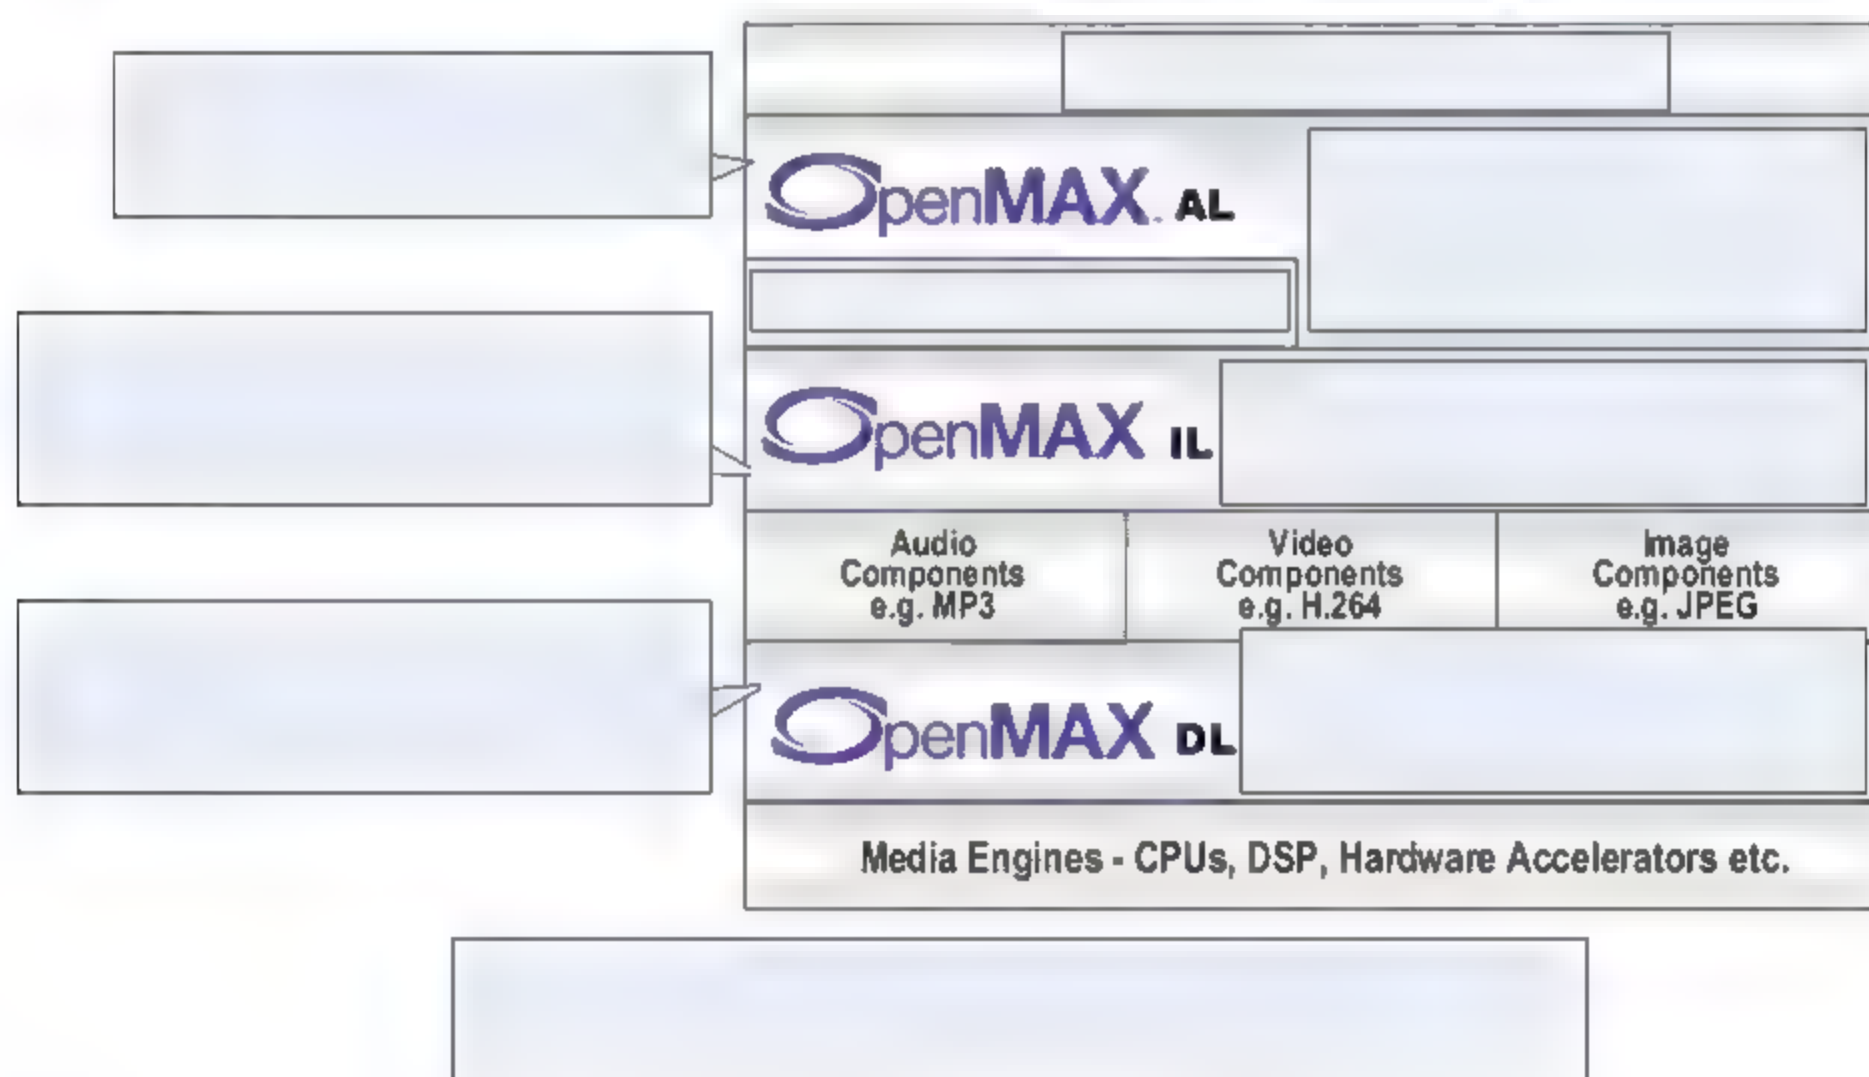 OpenMAX AL
OpenMAX IL
Audio
Components
e.g. MP3
Video
Components
e.g. H.264
Image
Components
e.g. JPEG
OpenMAX DL
Media Engines - CPUs, DSP, Hardware Accelerators etc.